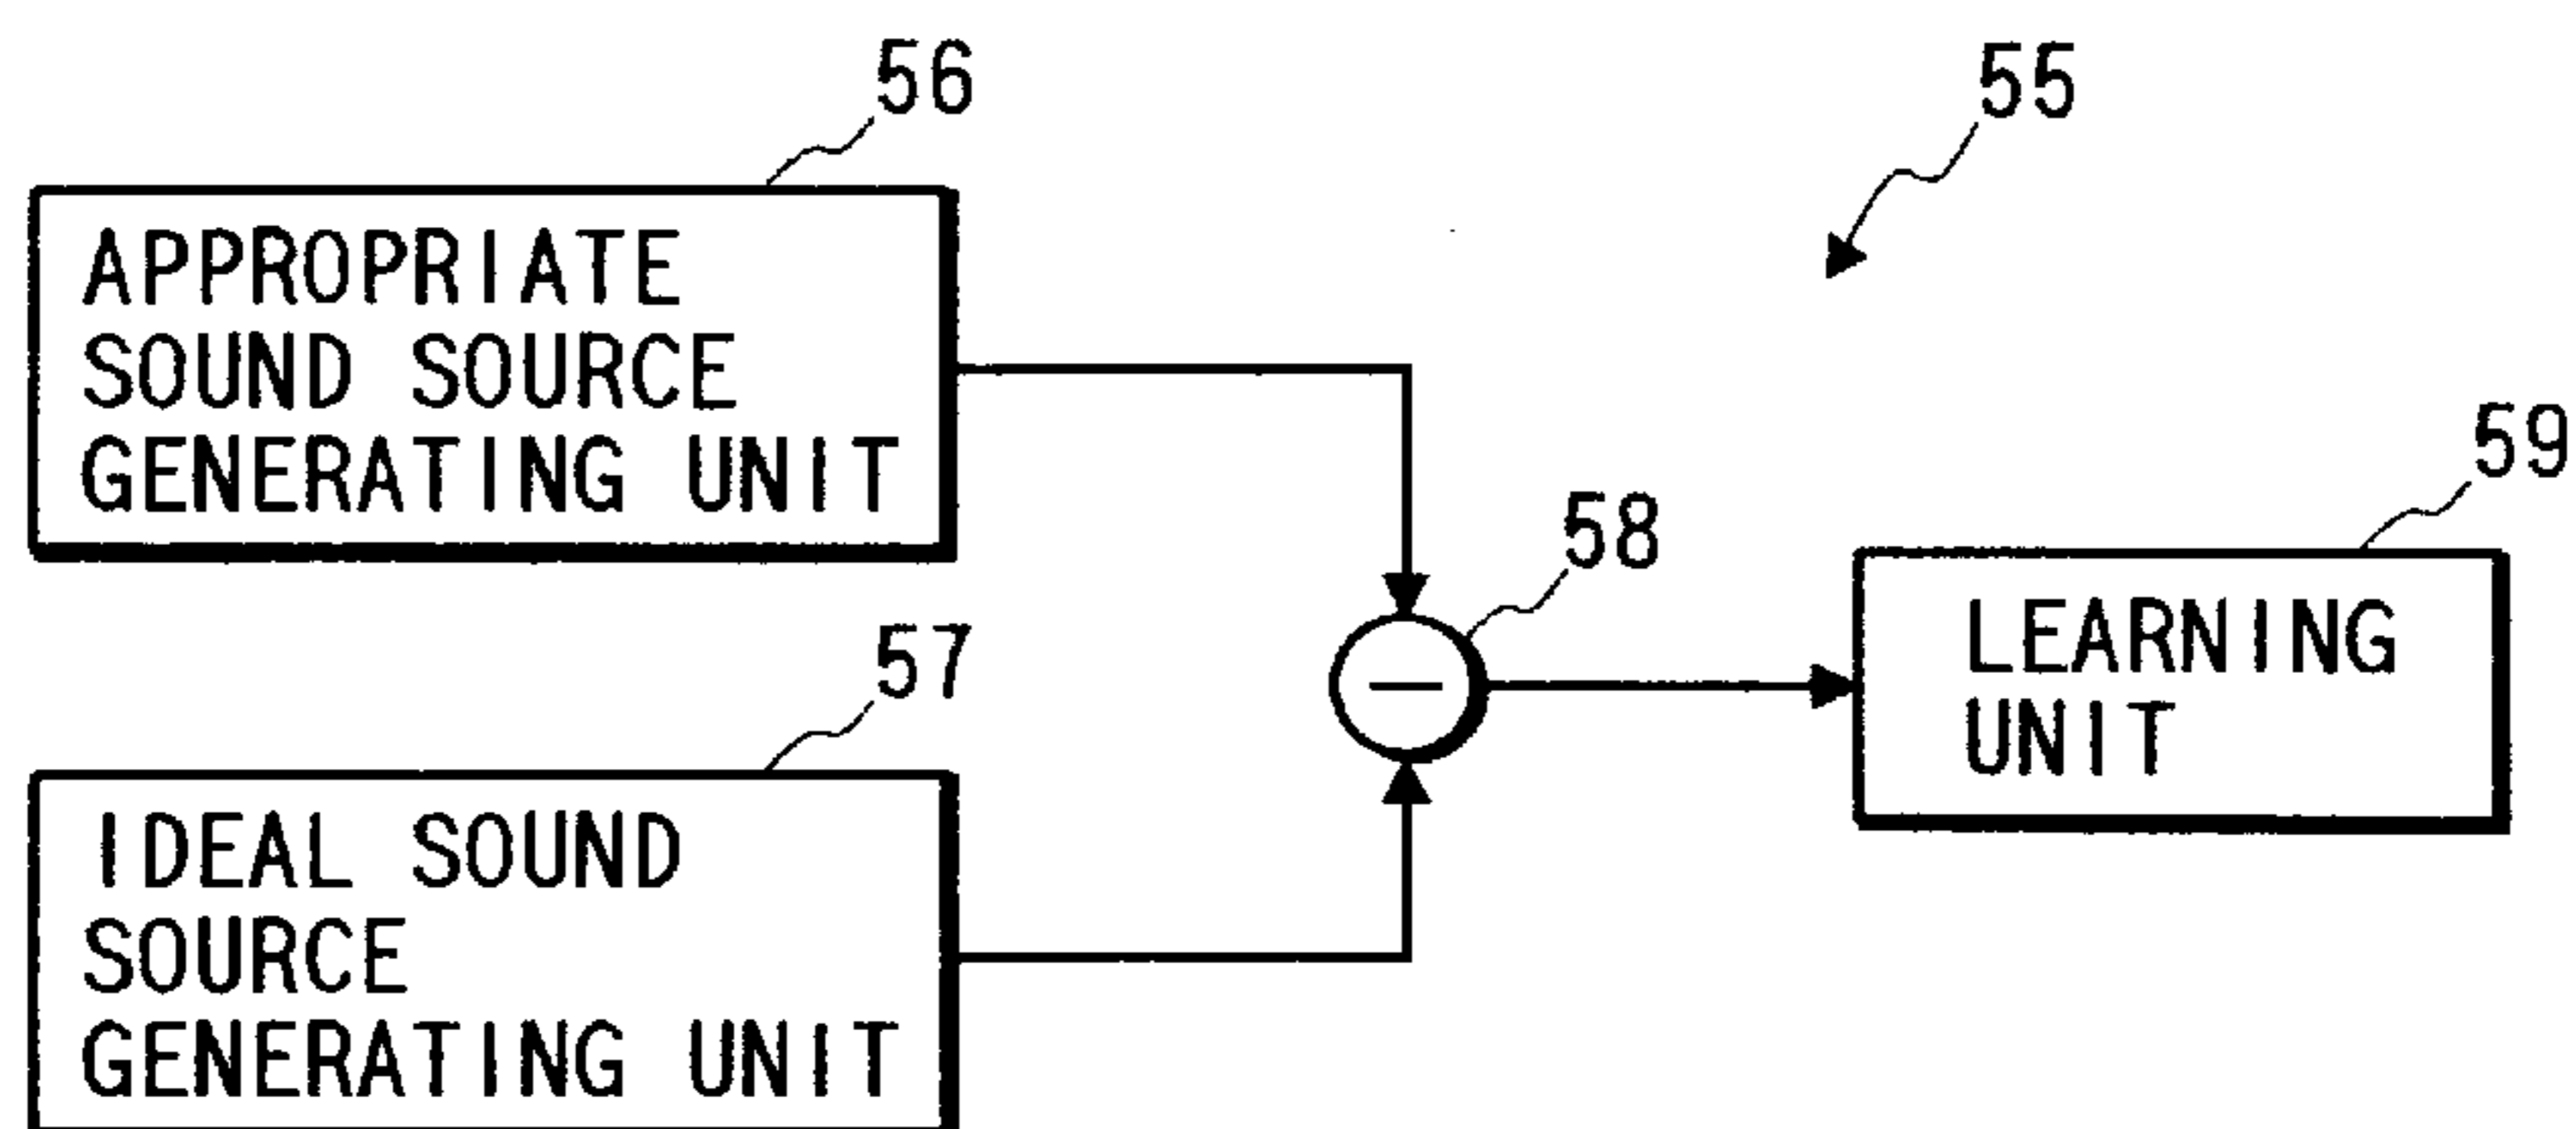 56
55
APPROPRIATE
SOUND SOURCE
GENERATING UNIT
59
58
LEARNING
UNIT
57
IDEAL SOUND
SOURCE
GENERATING UNIT